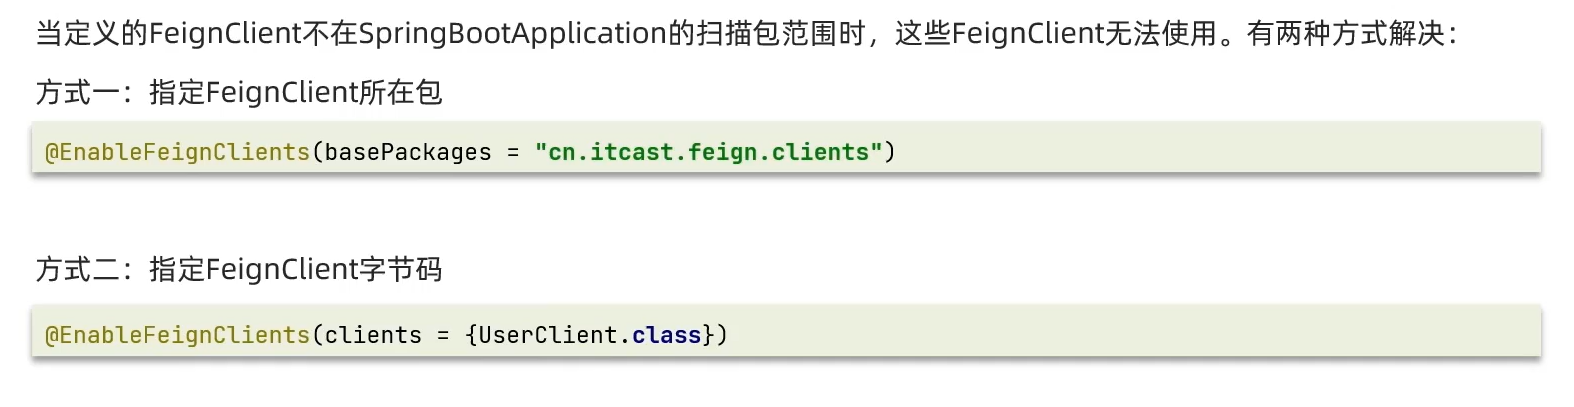 当定义的FeignClient不在SpringBootApplication的扫描包范围时，这些FeignClient无法使用。有两种方式解决：
方式一：指定FeignClient所在包
@EnableFeignClients(basePackages = "cn.itcast.feign.clients")
方式二：指定FeignClient字节码
@EnableFeignClients(clients = {UserClient.class})